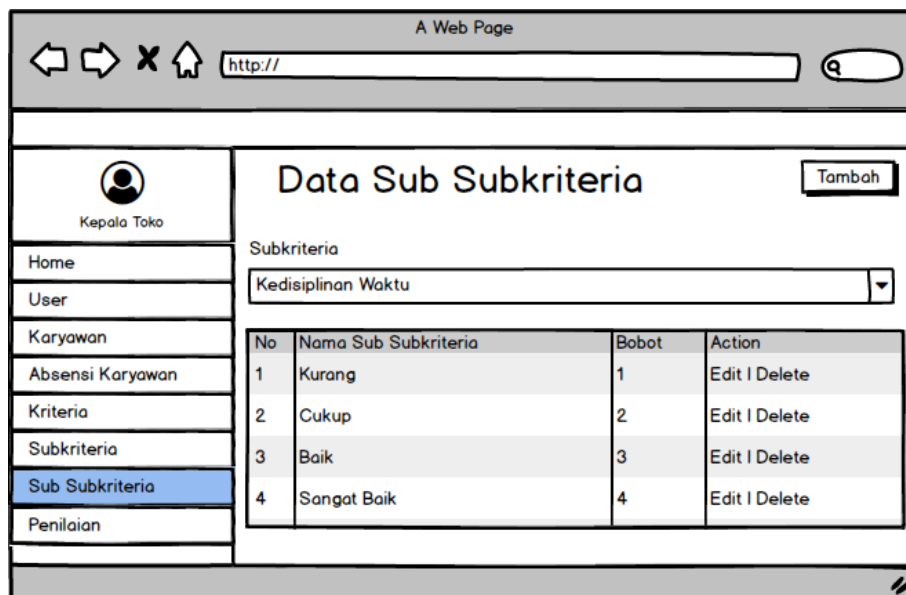 A Web Page
http://
Kepala Toko
Home
User
Karyawan
Absensi Karyawan
Kriteria
Subkriteria
Sub Subkriteria
Penilaian
Data Sub Subkriteria
Tambah
Subkriteria
Kedisiplinan Waktu
No Nama Sub Subkriteria Bobot Action
1 Kurang 1 Edit | Delete
2 Cukup 2 Edit | Delete
3 Baik 3 Edit | Delete
4 Sangat Baik 4 Edit | Delete